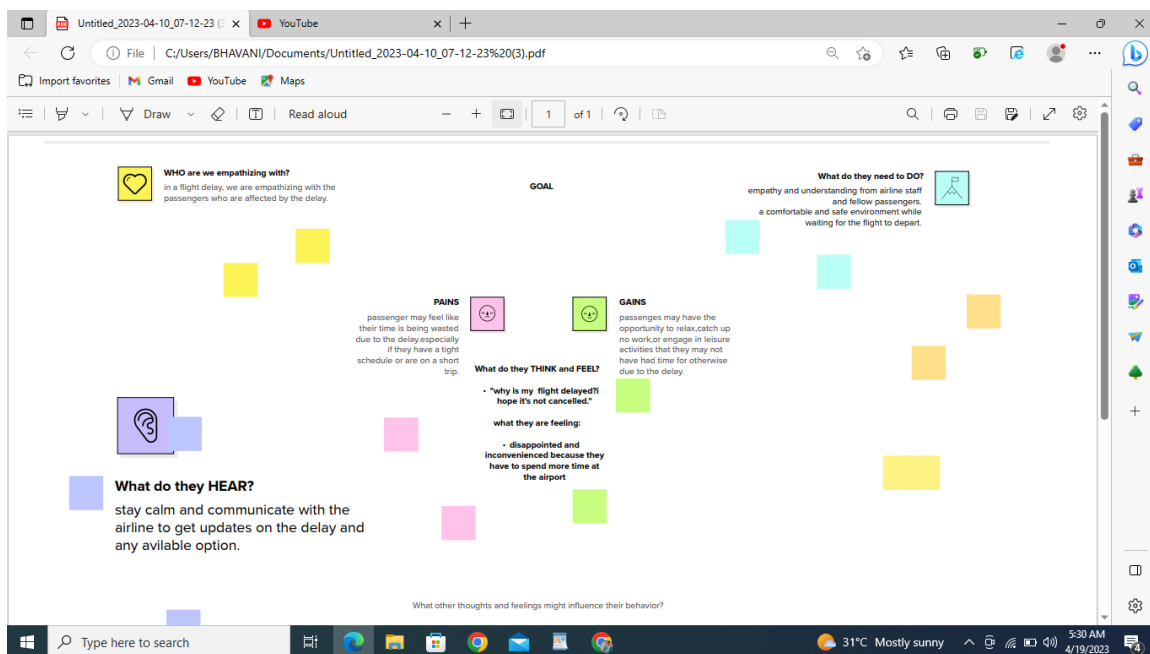 Untitled_2023-04-10_07-12-23 (3
YouTube
File
C:/Users/BHAVANI/Documents/Untitled_2023-04-10_07-12-23%20(3).pdf
Import favorites
Gmail
YouTube
Maps
Draw
Read aloud
1
of 1
WHO are we empathizing with?
in a flight delay, we are empathizing with the
passengers who are affected by the delay.
GOAL
What do they need to DO?
empathy and understanding from airline staff
and fellow passengers.
a comfortable and safe environment while
waiting for the flight to depart.
PAINS
passenger may feel like
their time is being wasted
due to the delay.especially
if they have a tight
schedule or are on a short
trip.
GAINS
passenges may have the
opportunity to relax,catch up
no work,or engage in leisure
activities that they may not
have had time for otherwise
due to the delay.
What do they THINK and FEEL?
• "why is my flight delayed?i
hope it's not cancelled."
what they are feeling:
• disappointed and
inconvenienced because they
have to spend more time at
the airport
What do they HEAR?
stay calm and communicate with the
airline to get updates on the delay and
any avilable option.
What other thoughts and feelings might influence their behavior?
Type here to search
31°C Mostly sunny
5:30 AM
4/19/2023
4